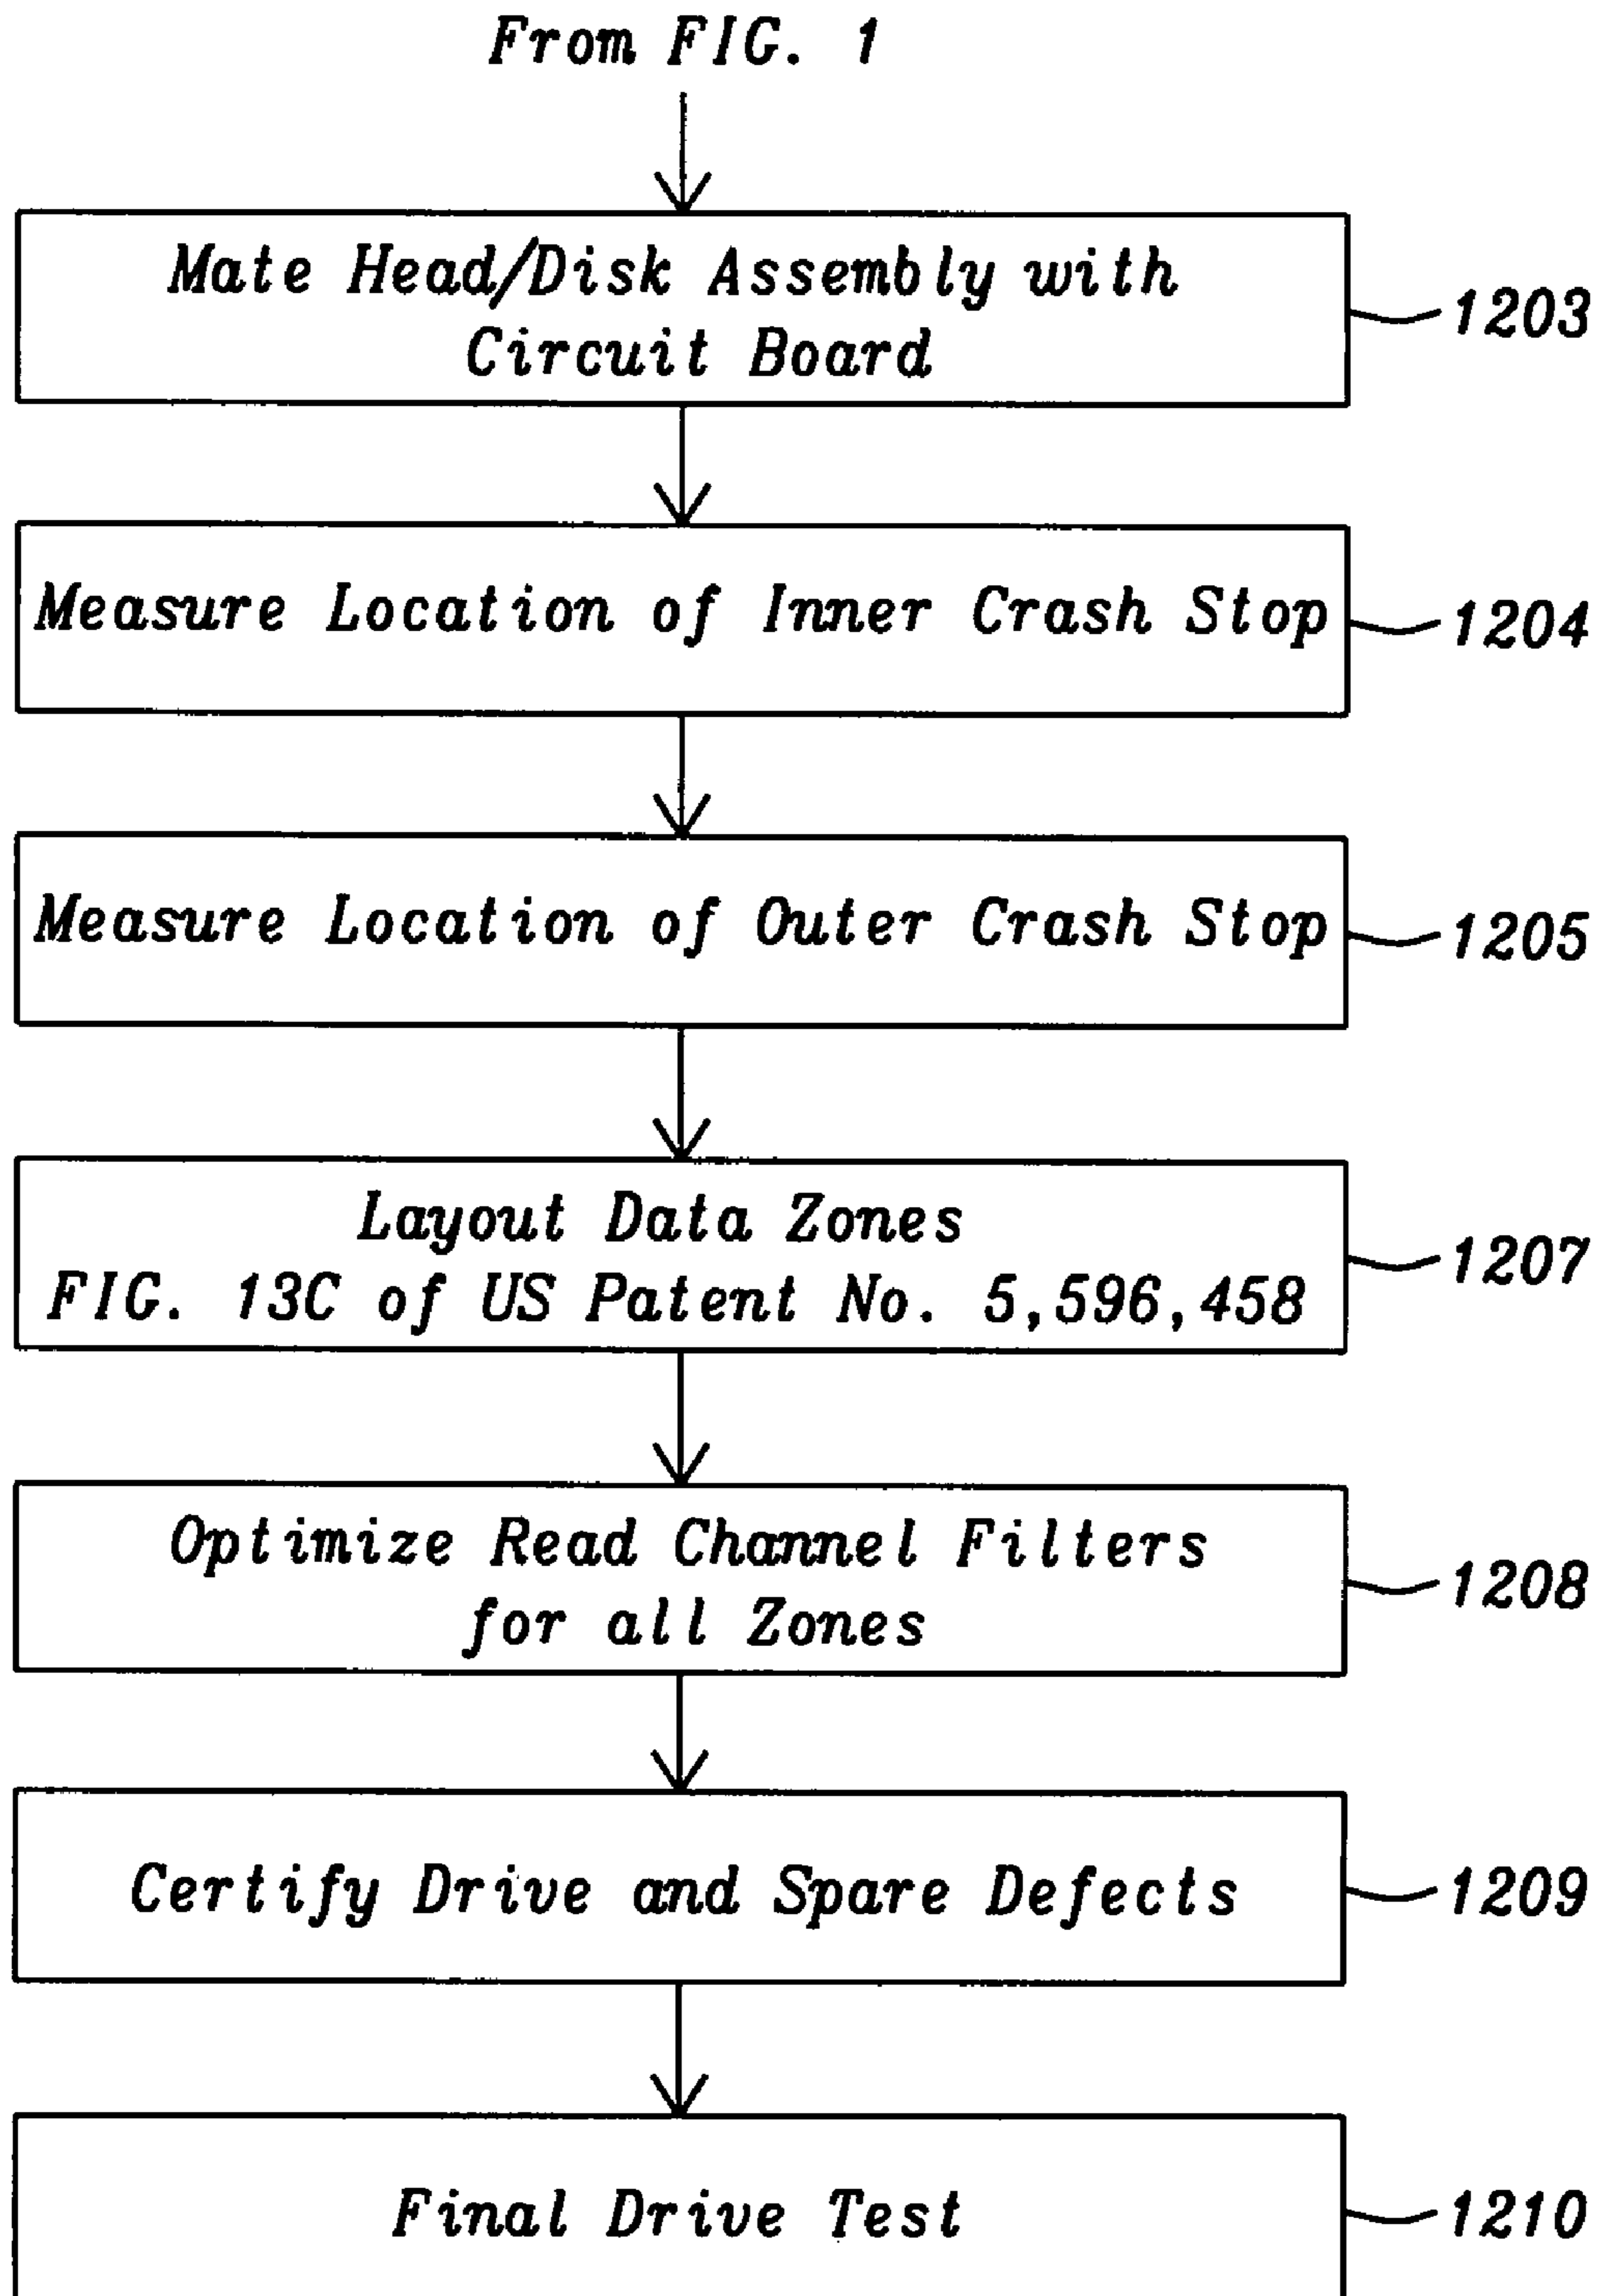 From FIG. 1
Mate Head/Disk Assembly with
Circuit Board
1203
Measure Location of Inner Crash Stop
1204
Measure Location of Outer Crash Stop
1205
Layout Data Zones
FIG. 13C of US Patent No. 5,596,458
1207
Optimize Read Channel Filters
for all Zones
1208
Certify Drive and Spare Defects
1209
Final Drive Test
1210